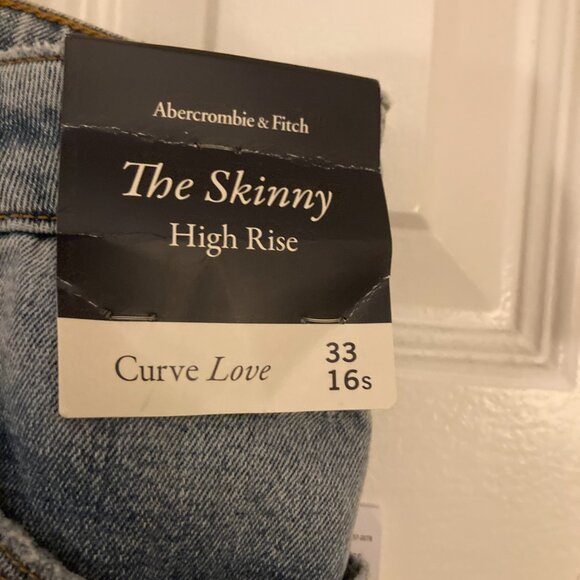 Abercrombie & Fitch
The Skinny
High Rise
Curve Love
33
16s